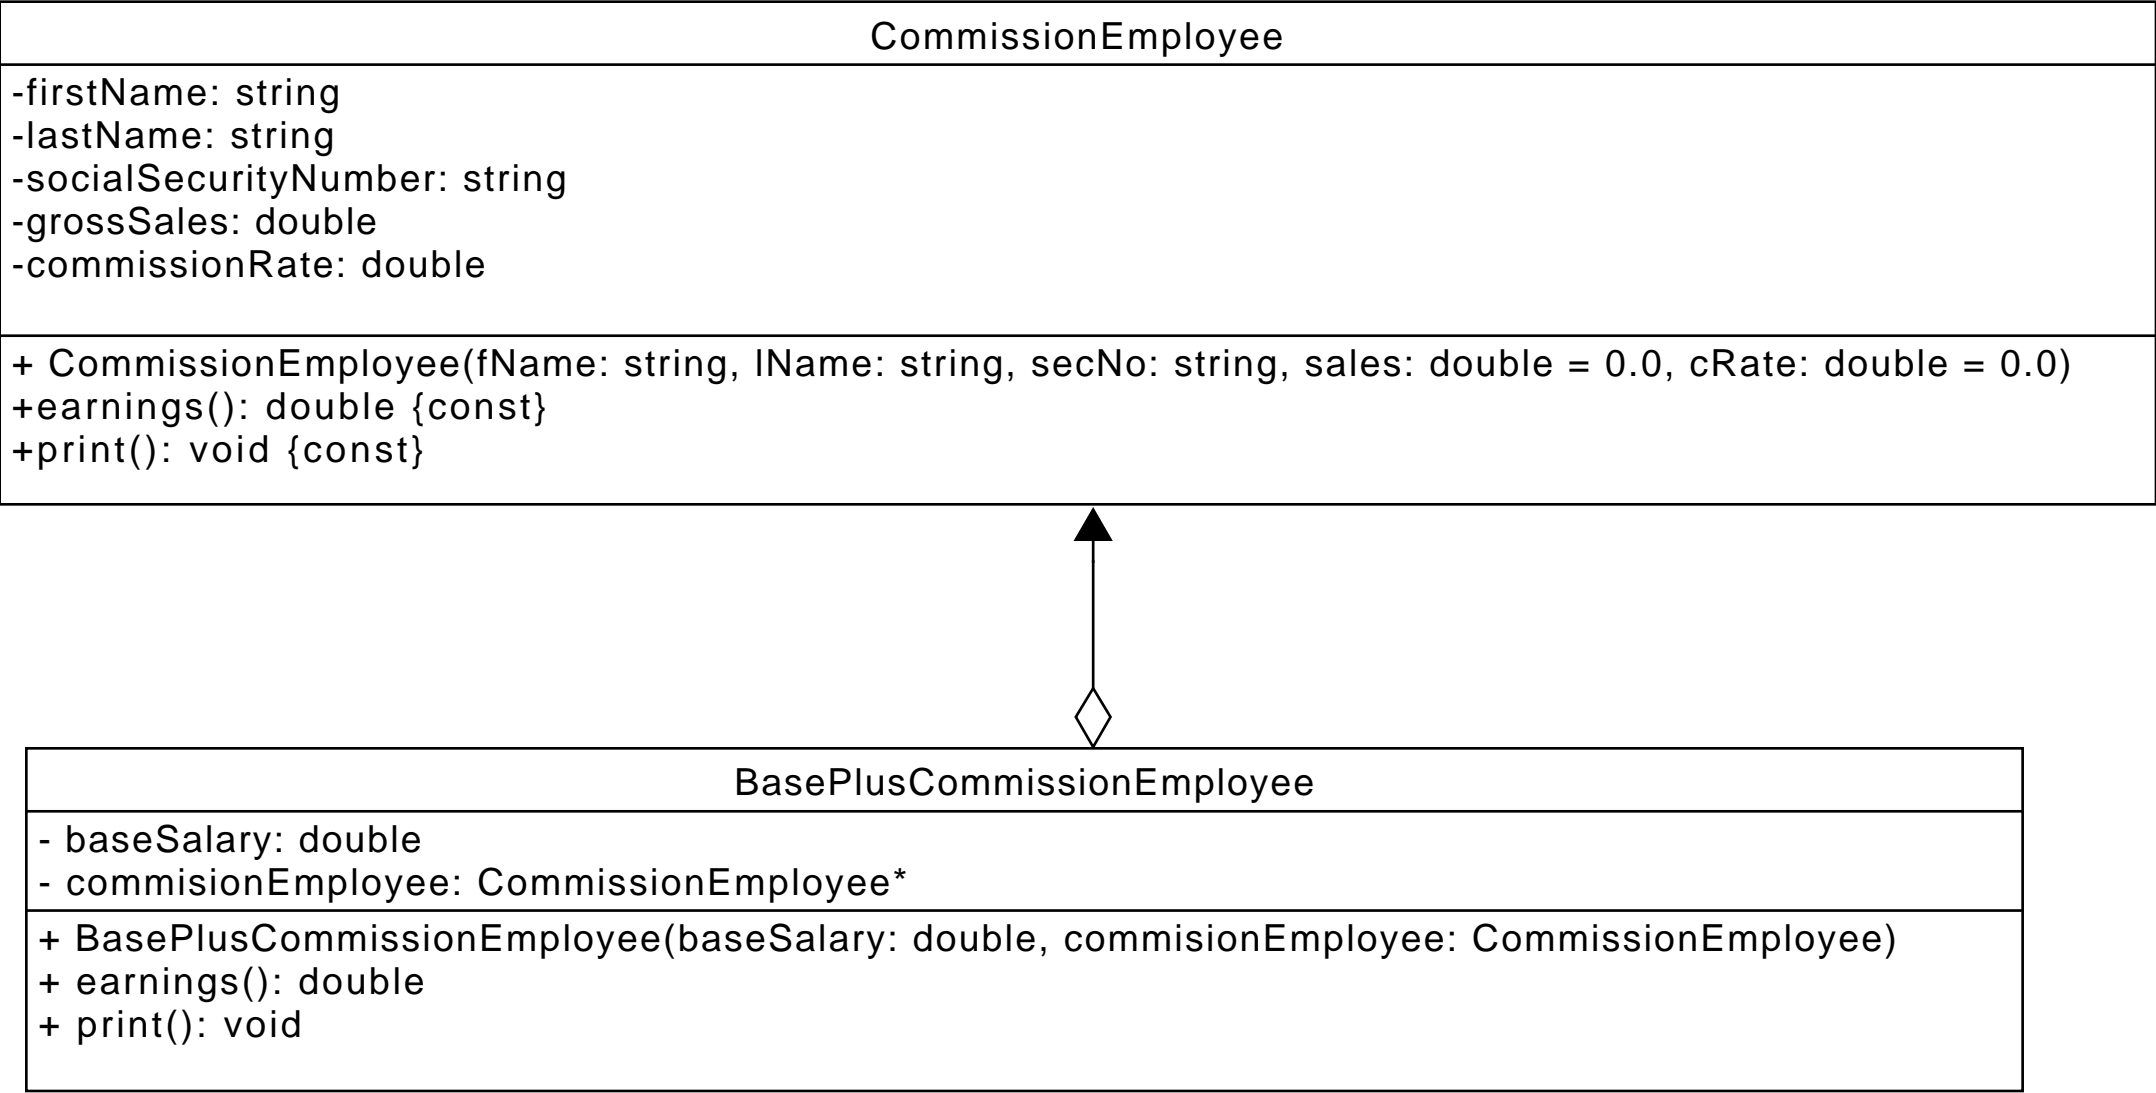 CommissionEmployee
-firstName: string
-lastName: string
-socialSecurityNumber: string
-grossSales: double
-commissionRate: double
+ CommissionEmployee(fName: string, lName: string, secNo: string, sales: double = 0.0, cRate: double = 0.0)
+earnings(): double {const}
+print(): void {const}
BasePlusCommissionEmployee
- baseSalary: double
- commisionEmployee: CommissionEmployee*
+ BasePlusCommissionEmployee(baseSalary: double, commisionEmployee: CommissionEmployee)
+ earnings(): double
+ print(): void